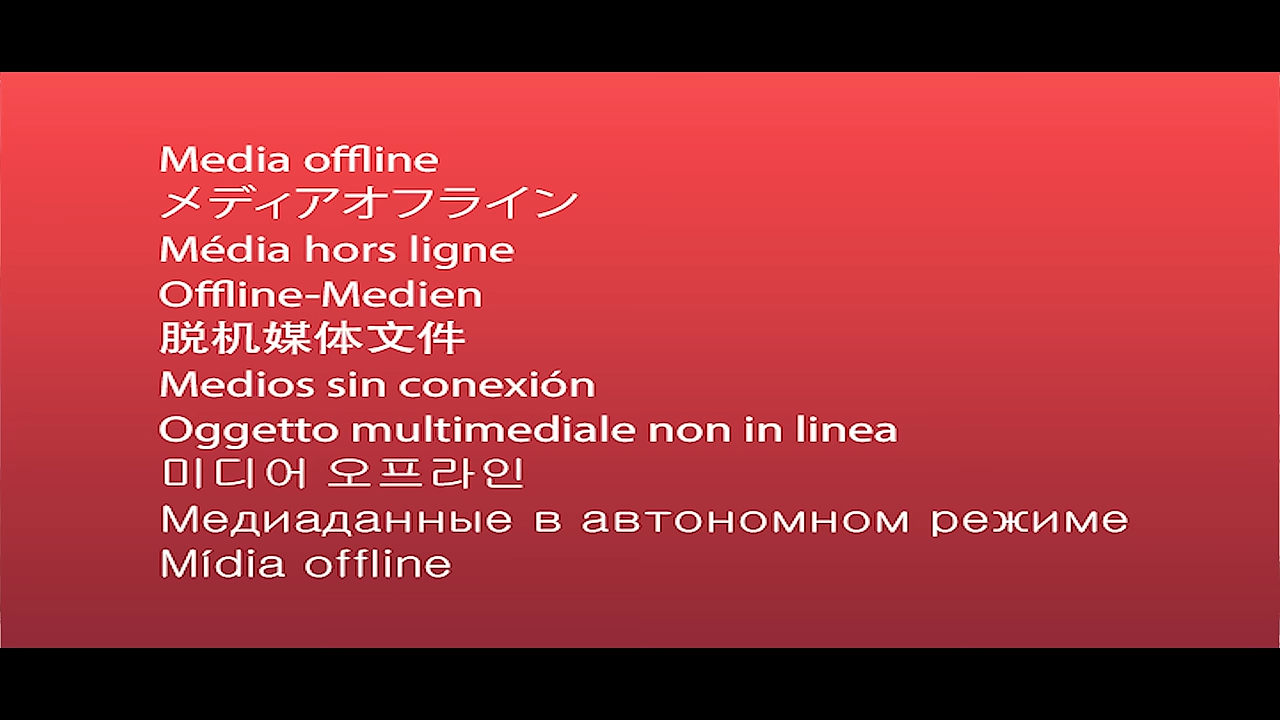 Media offline
メディアオフライン
Média hors ligne
Offline-Medien
脱机媒体文件
Medios sin conexión
Oggetto multimediale non in linea
미디어 오프라인
Медиаданные в автономном режиме
Mídia offline